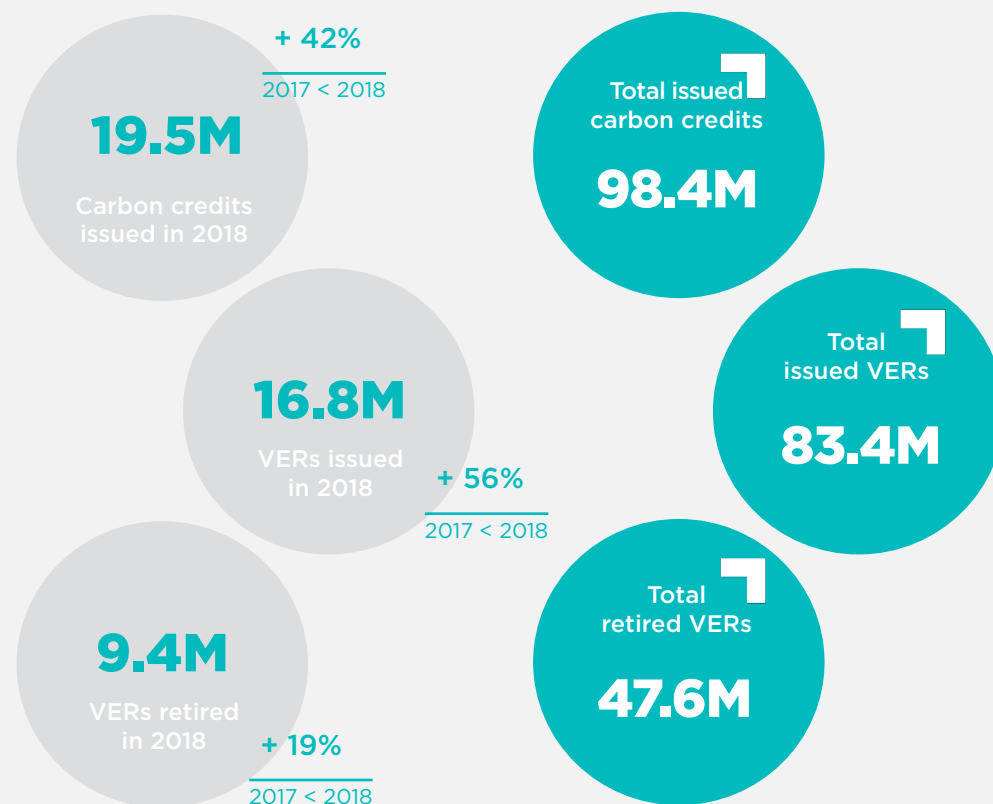 + 42%
2017 < 2018
19.5M
Carbon credits
issued in 2018
Total issued
carbon credits
98.4M
16.8M
VERs issued
in 2018
+ 56%
2017 < 2018
Total
issued VERs
83.4M
9.4M
VERs retired
in 2018
+ 19%
2017 < 2018
Total
retired VERs
47.6M